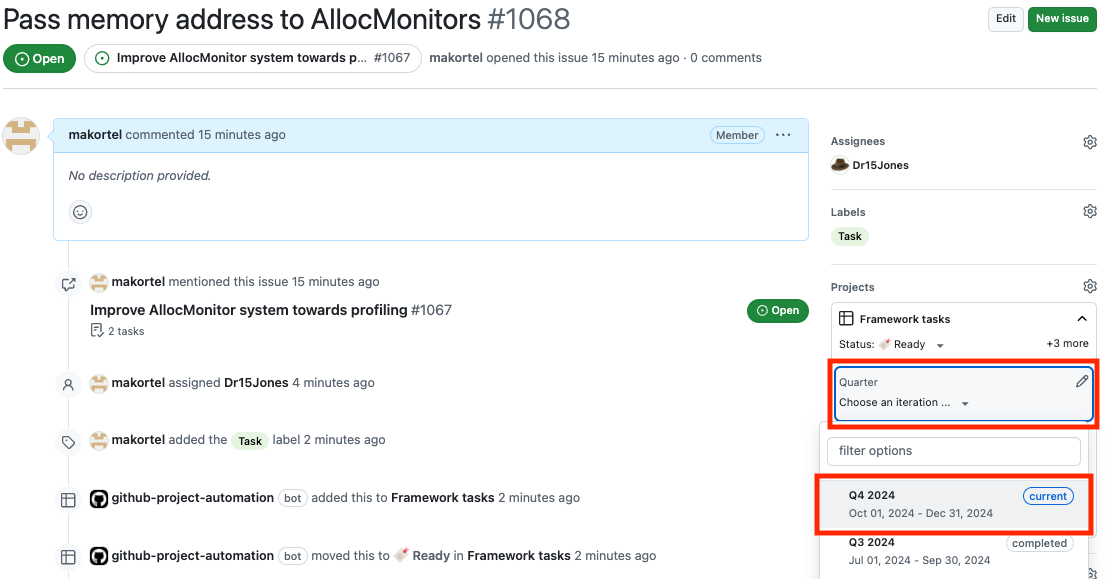 Pass memory address to AllocMonitors #1068
Edit
New issue
Open
Improve AllocMonitor system towards p... #1067
makortel opened this issue 15 minutes ago · 0 comments
makortel commented 15 minutes ago
Member
No description provided.
makortel mentioned this issue 15 minutes ago
Improve AllocMonitor system towards profiling #1067
Open
2 tasks
makortel assigned Dr15Jones 4 minutes ago
makortel added the Task label 2 minutes ago
github-project-automation bot added this to Framework tasks 2 minutes ago
github-project-automation bot moved this to Ready in Framework tasks 2 minutes ago
Assignees
Dr15Jones
Labels
Task
Projects
Framework tasks
Status: Ready
+3 more
Quarter
Choose an iteration ...
filter options
Q4 2024
current
Oct 01, 2024 - Dec 31, 2024
Q3 2024
completed
Jul 01, 2024 - Sep 30, 2024